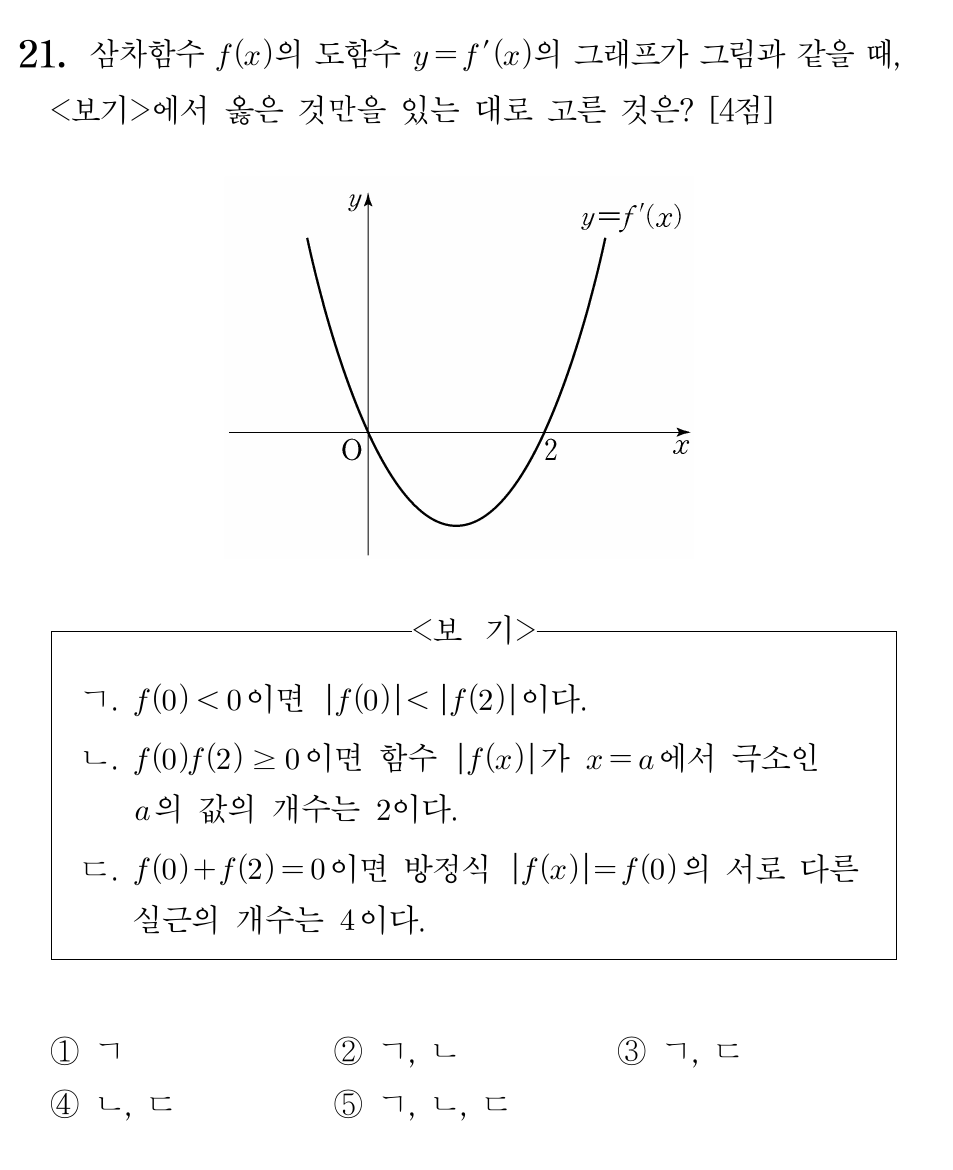 21. 삼차함수 f(x)의 도함수 y=f′(x)의 그래프가 그림과 같을 때,
<보기>에서 옳은 것만을 있는 대로 고른 것은? [4점]
y
y=f′(x)
O
2
x
<보 기>
ㄱ. f(0)<0이면 |f(0)|<|f(2)|이다.
ㄴ. f(0)f(2)≥0이면 함수 |f(x)|가 x=a에서 극소인
a의 값의 개수는 2이다.
ㄷ. f(0)+f(2)=0이면 방정식 |f(x)|=f(0)의 서로 다른
실근의 개수는 4이다.
① ㄱ ② ㄱ, ㄴ ③ ㄱ, ㄷ
④ ㄴ, ㄷ ⑤ ㄱ, ㄴ, ㄷ